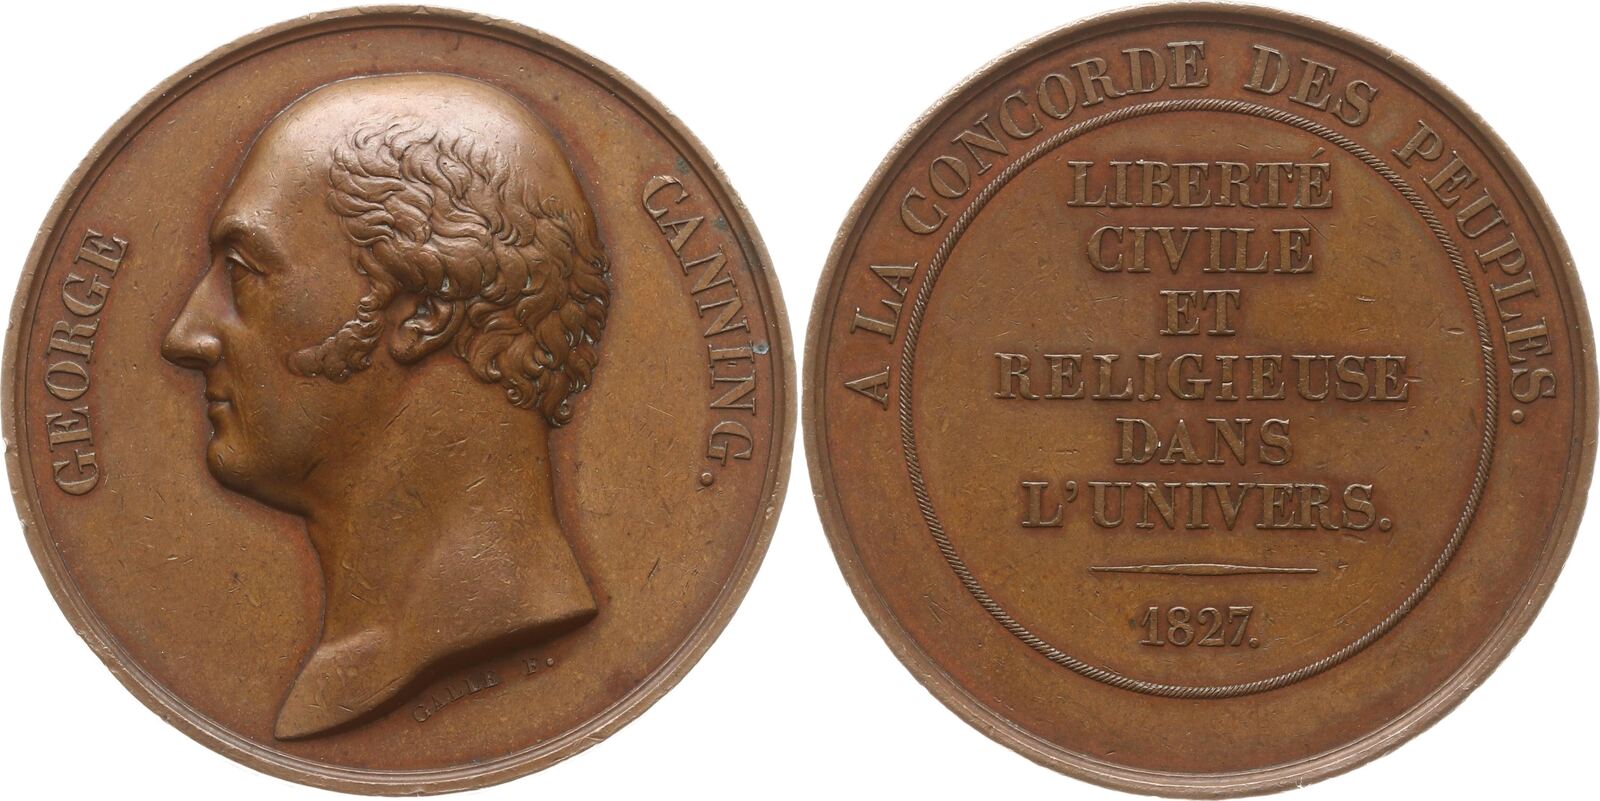 GEORGE CANNING.
GALLE F.
A LA CONCORDE DES PEUPLES.
LIBERTÉ
CIVILE
ET
RELIGIEUSE
DANS
L'UNIVERS.
1827.